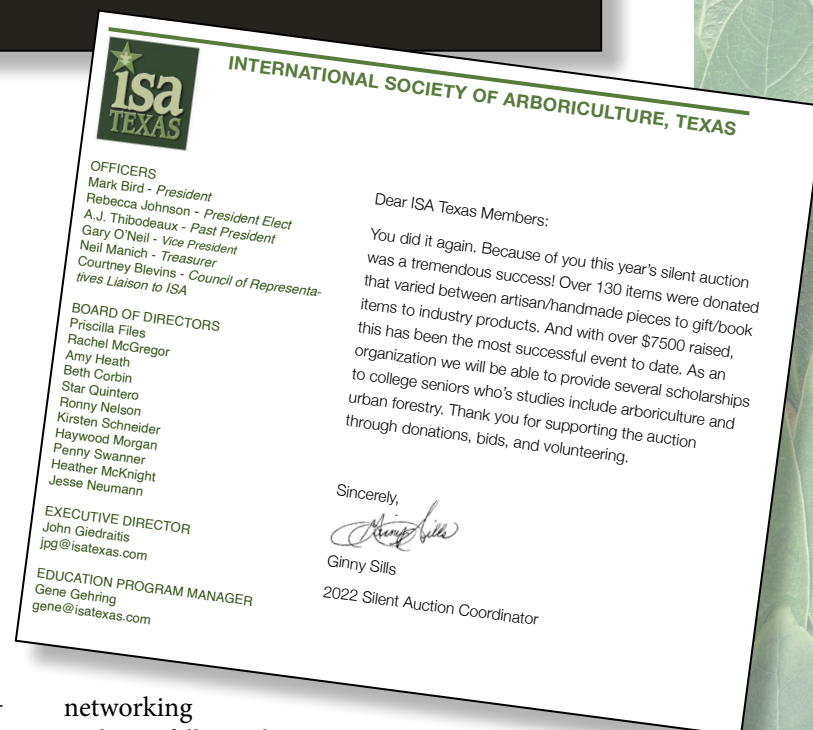 isa
TEXAS
INTERNATIONAL SOCIETY OF ARBORICULTURE, TEXAS
OFFICERS
Mark Bird - President
Rebecca Johnson - President Elect
A.J. Thibodeaux - Past President
Gary O'Neil - Vice President
Neil Manich - Treasurer
Courtney Blevins - Council of Representa-
tives Liaison to ISA
BOARD OF DIRECTORS
Priscilla Files
Rachel McGregor
Amy Heath
Beth Corbin
Star Quintero
Ronny Nelson
Kirsten Schneider
Haywood Morgan
Penny Swanner
Heather McKnight
Jesse Neumann
EXECUTIVE DIRECTOR
John Giedraitis
jpg@isatexas.com
EDUCATION PROGRAM MANAGER
Gene Gehring
gene@isatexas.com
Dear ISA Texas Members:
You did it again. Because of you this year's silent auction
was a tremendous success! Over 130 items were donated
that varied between artisan/handmade pieces to gift/book
items to industry products. And with over $7500 raised,
this has been the most successful event to date. As an
organization we will be able to provide several scholarships
to college seniors who's studies include arboriculture and
urban forestry. Thank you for supporting the auction
through donations, bids, and volunteering.
Sincerely,
Ginny Sills
Ginny Sills
2022 Silent Auction Coordinator
networking